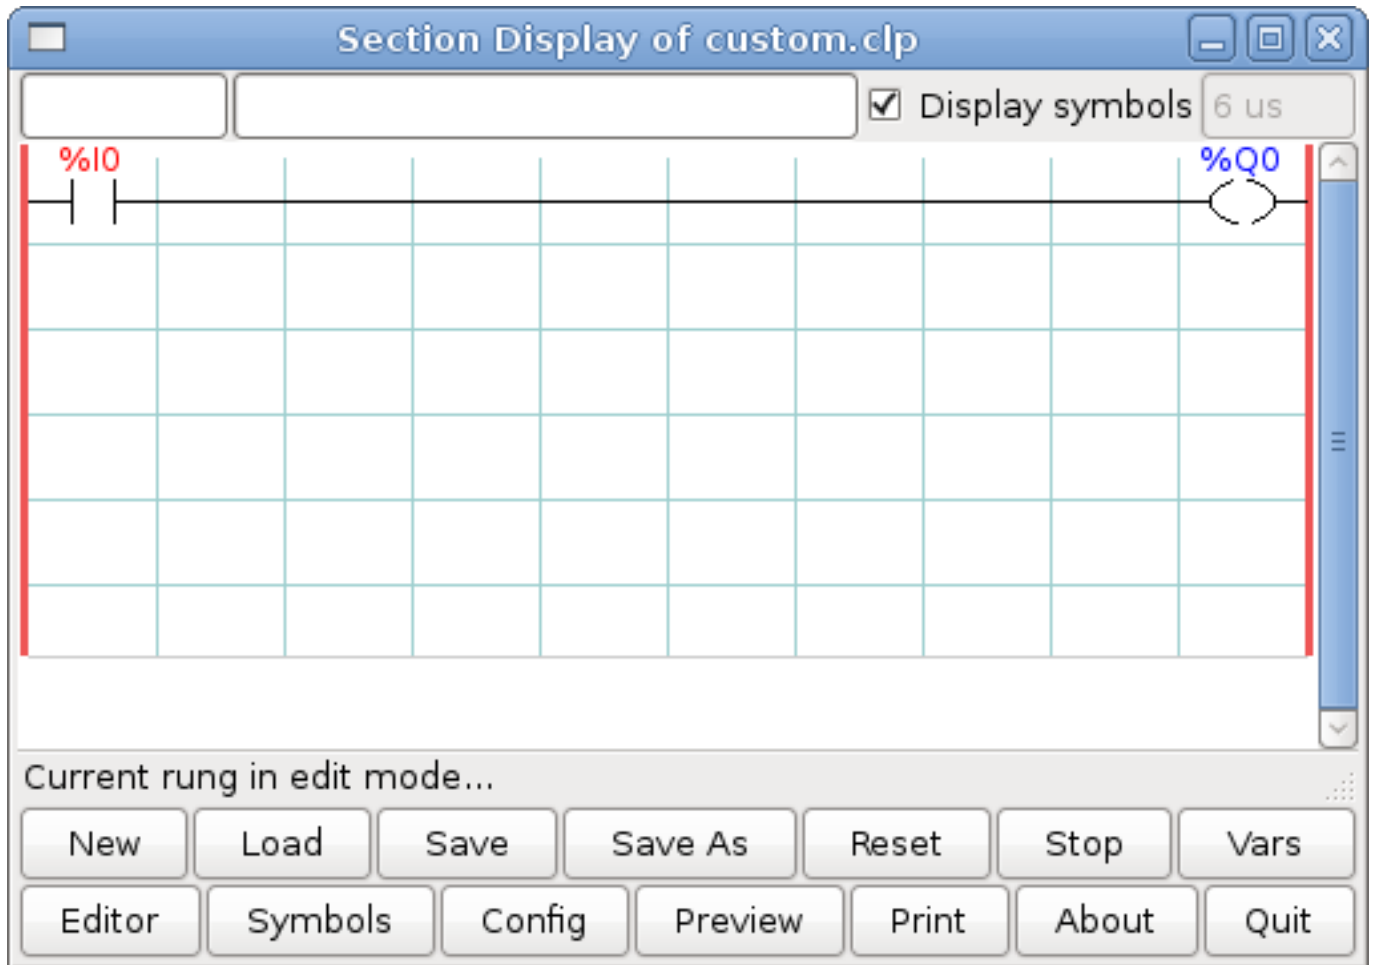 Section Display of custom.clp
Display symbols 6 us
%I0 %Q0
Current rung in edit mode...
New Load Save Save As Reset Stop Vars
Editor Symbols Config Preview Print About Quit